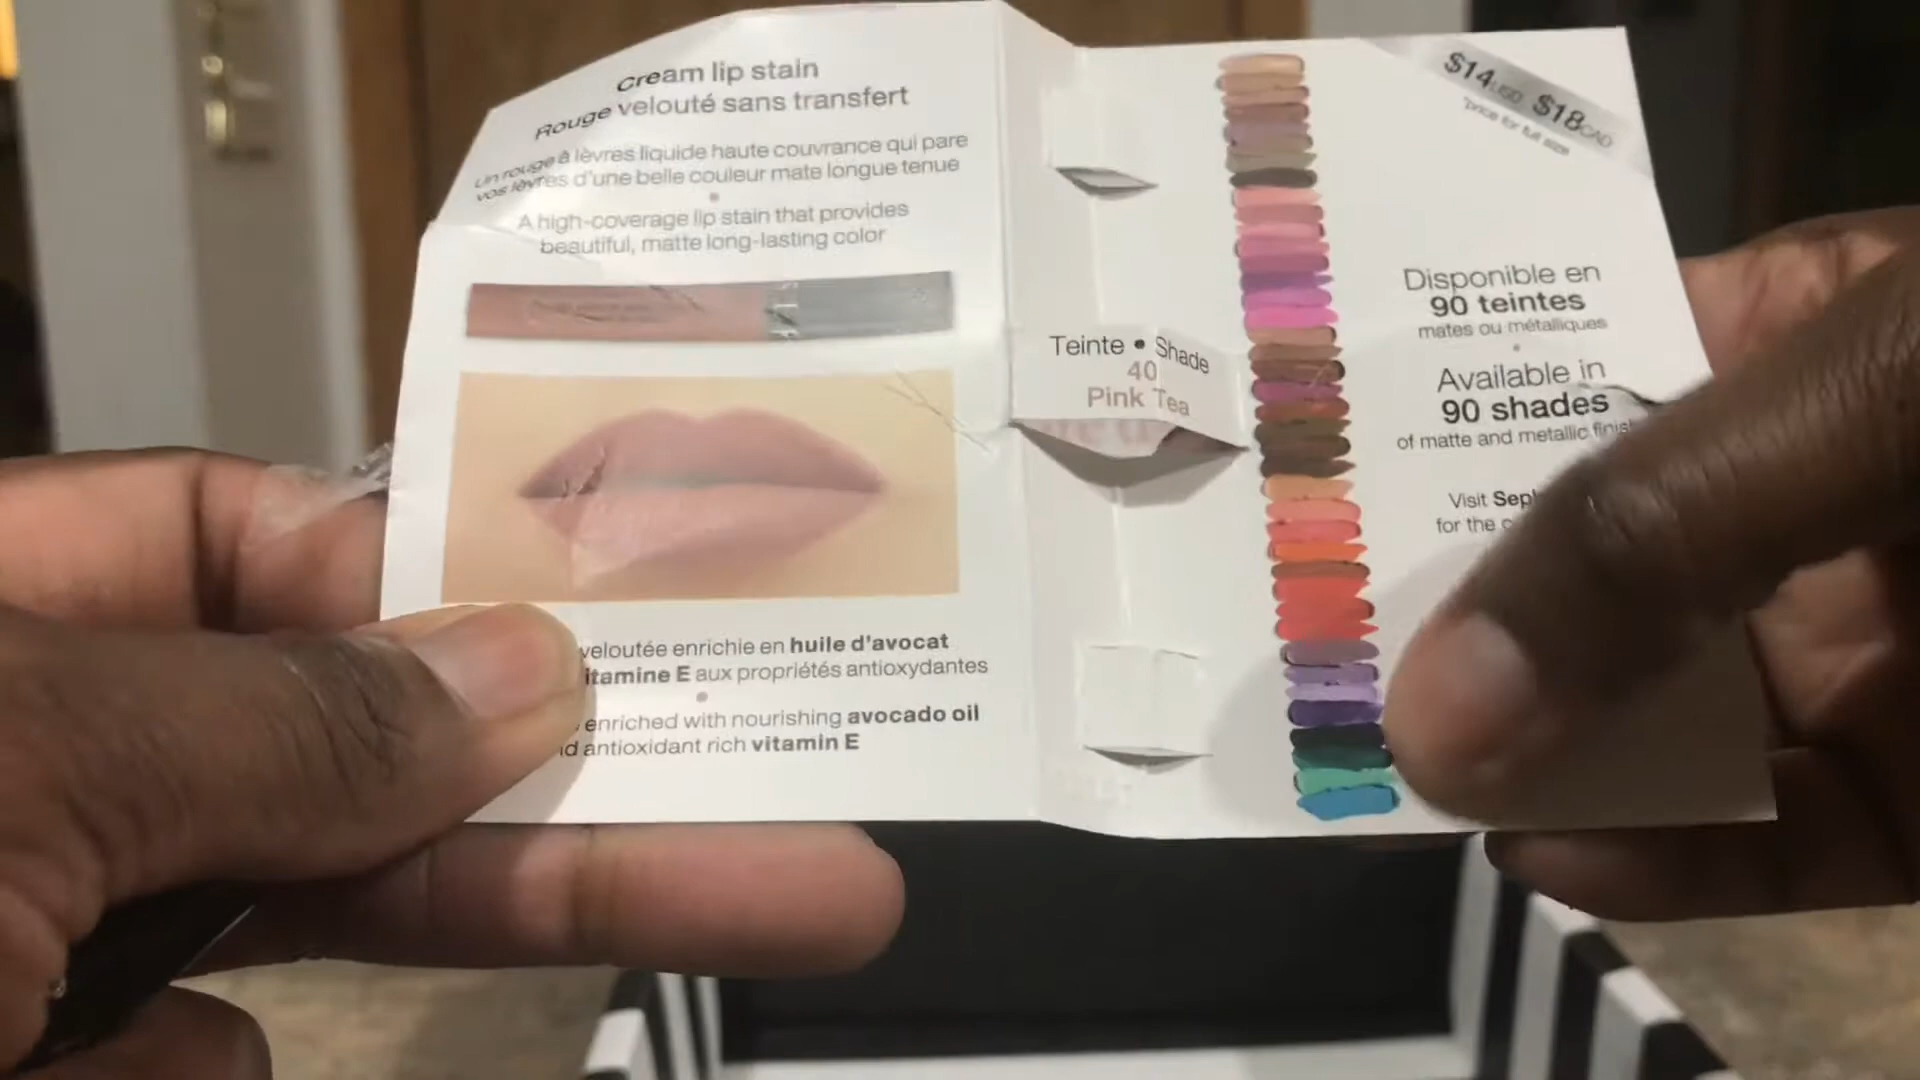 Cream lip stain
Rouge velouté sans transfert
Un rouge à lèvres liquide haute couvrance qui pare
vos lèvres d'une belle couleur mate longue tenue
A high-coverage lip stain that provides
beautiful, matte long-lasting color
veloutée enrichie en huile d'avocat
vitamine E aux propriétés antioxydantes
enriched with nourishing avocado oil
antioxidant rich vitamin E
Teinte • Shade
40
Pink Tea
$14USD $18CAD
*price for full size
Disponible en
90 teintes
mates ou métalliques
Available in
90 shades
of matte and metallic finish
Visit
for the